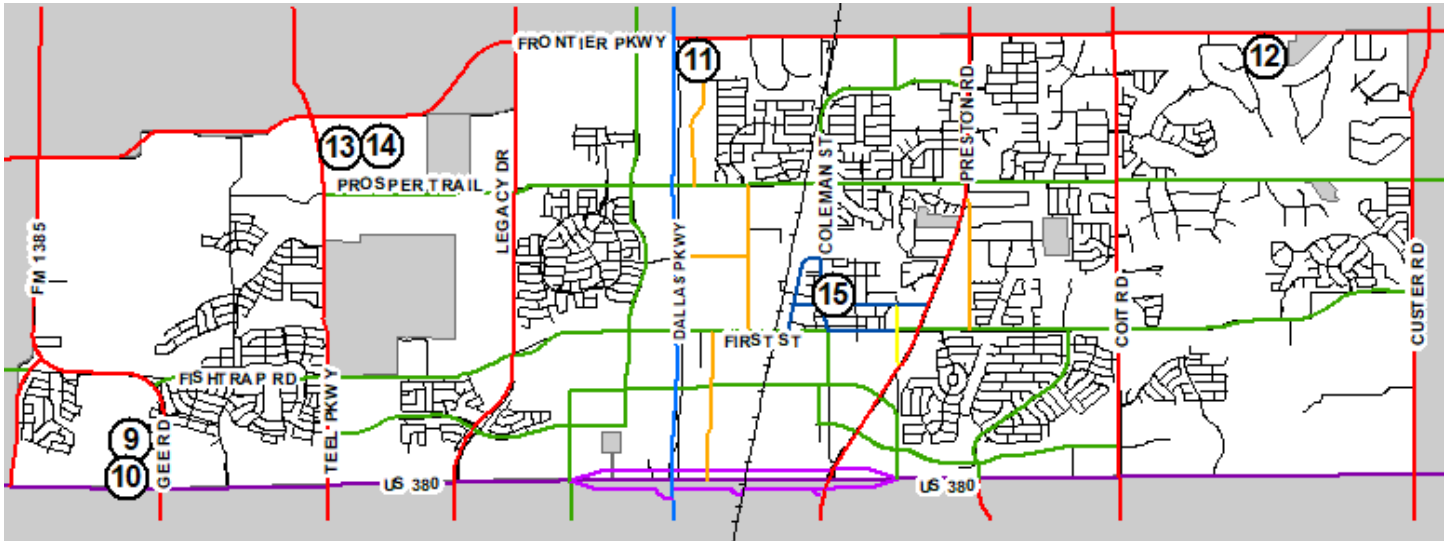 FRONTIER PKWY
11
12
13
14
PROSPER TRAIL
LEGACY DR
COLEMAN ST
PRESTON RD
FM 1385
DALLAS PKWY
15
COIT RD
CUSTER RD
FIRST ST
FISHTRAP RD
TEEL PKWY
9
10
GEE RD
US 380
US 380